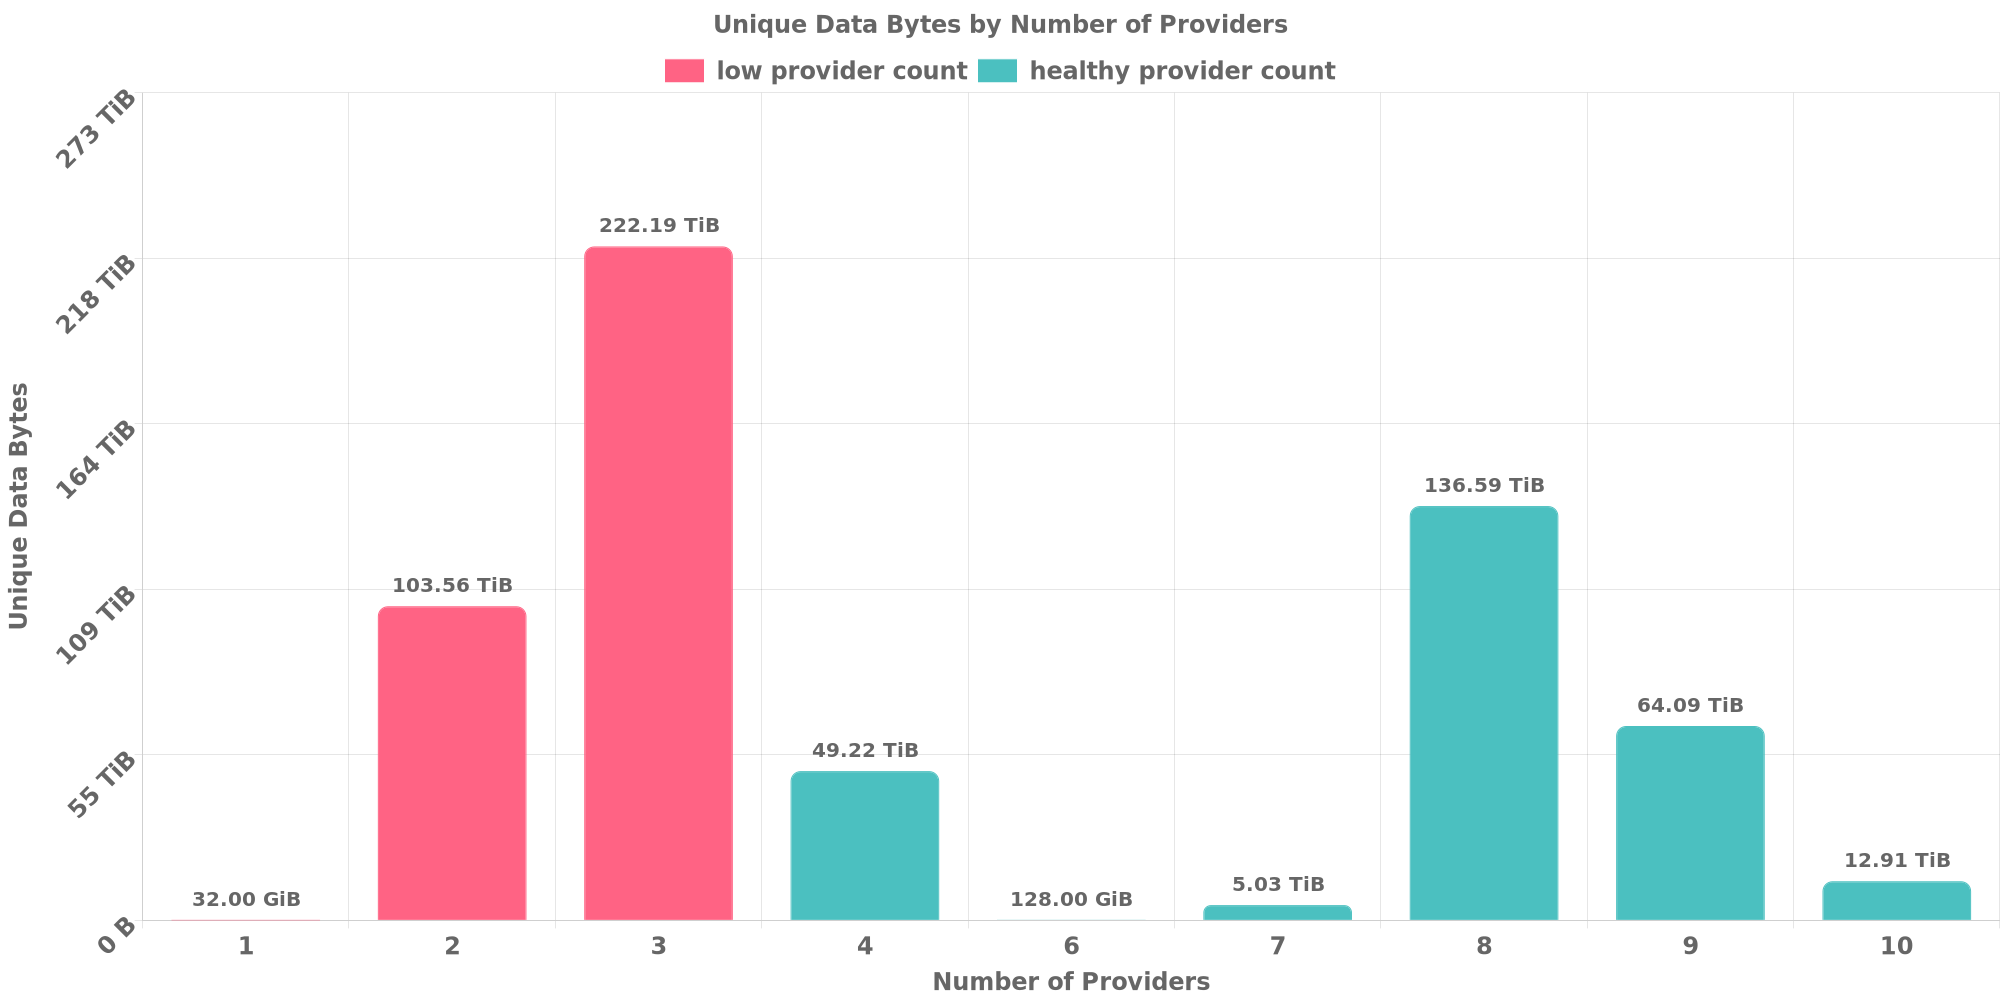 Unique Data Bytes by Number of Providers
low provider count
healthy provider count
273 TiB
218 TiB
164 TiB
109 TiB
55 TiB
0 B
Unique Data Bytes
32.00 GiB
103.56 TiB
222.19 TiB
49.22 TiB
128.00 GiB
5.03 TiB
136.59 TiB
64.09 TiB
12.91 TiB
1 2 3 4 6 7 8 9 10
Number of Providers